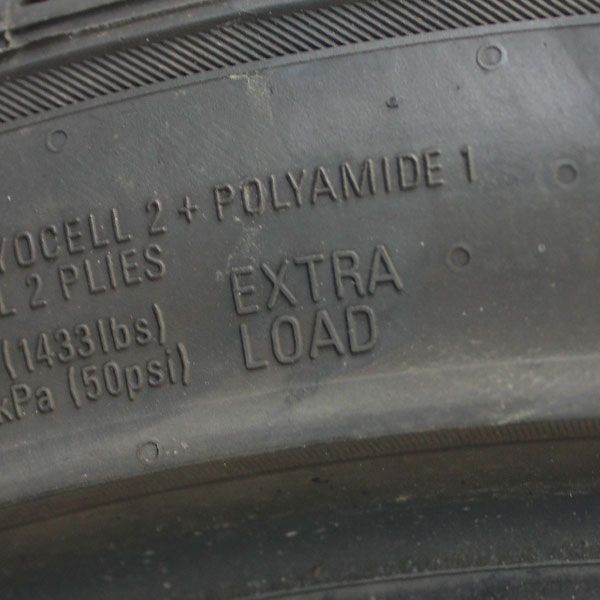 YOCELL 2 + POLYAMIDE 1
L 2 PLIES
(1433lbs)
kPa (50psi)
EXTRA
LOAD